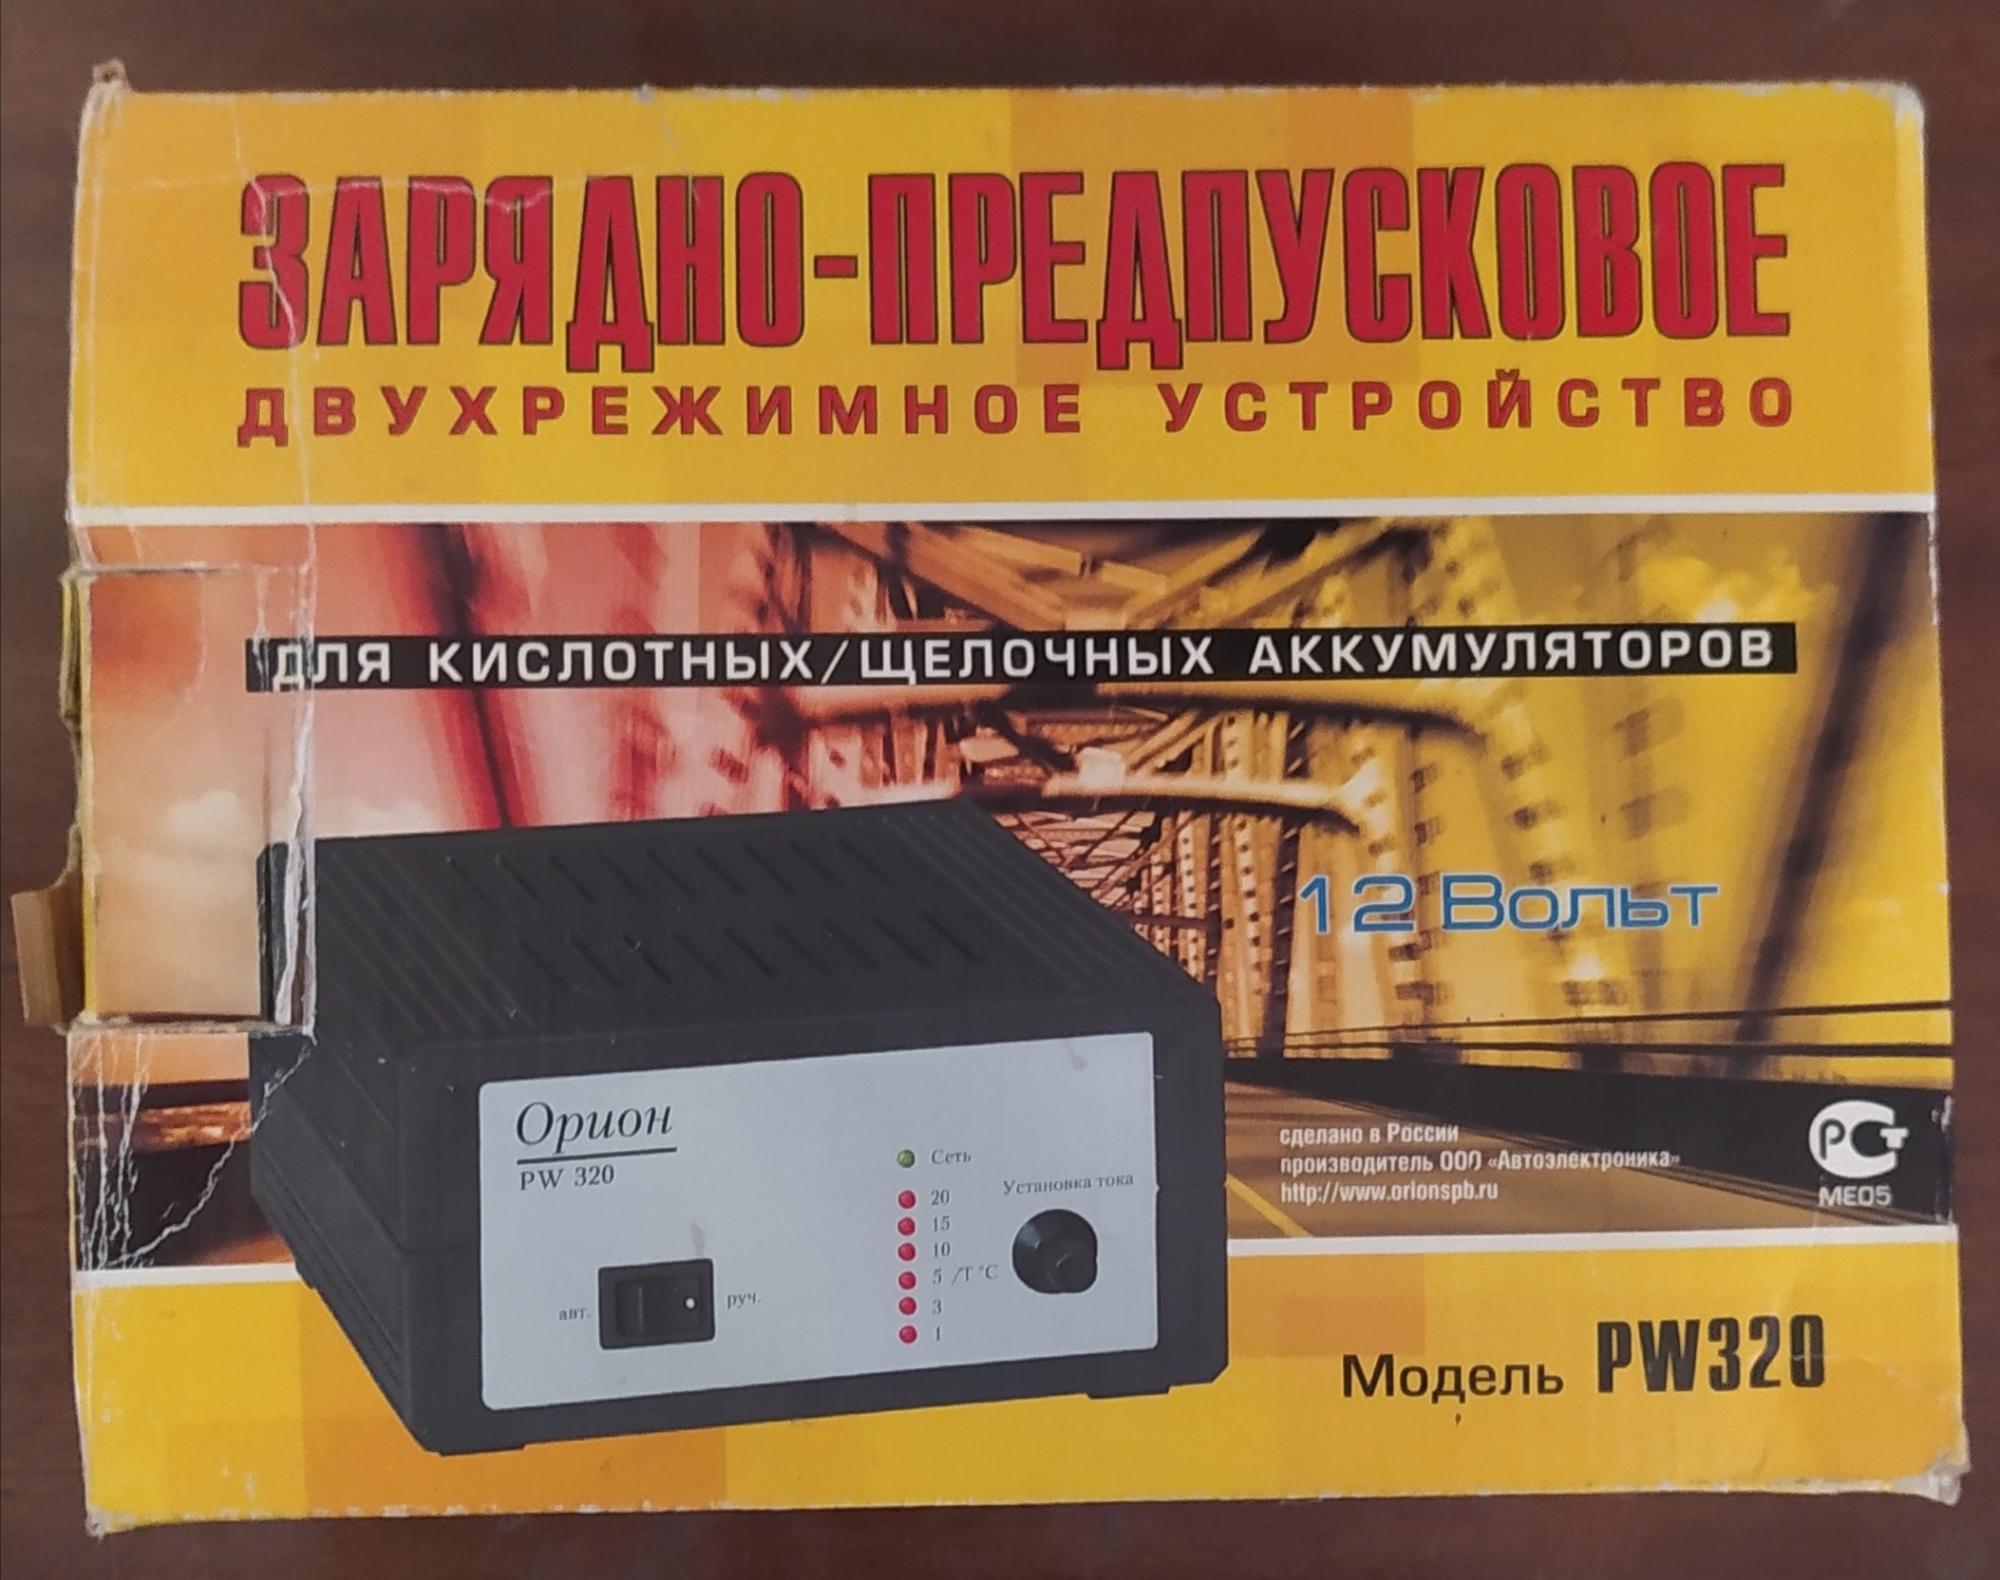 ЗАРЯДНО-ПРЕДПУСКОВОЕ
ДВУХРЕЖИМНОЕ УСТРОЙСТВО
ДЛЯ КИСЛОТНЫХ/ЩЕЛОЧНЫХ АККУМУЛЯТОРОВ
12 Вольт
Орион
PW 320
Сеть
20
15
10
5 /T °C
3
1
Установка тока
авт.
руч.
сделано в России
производитель ООО «Автоэлектроника»
http://www.orionspb.ru
РСТ
МЕ05
Модель PW320